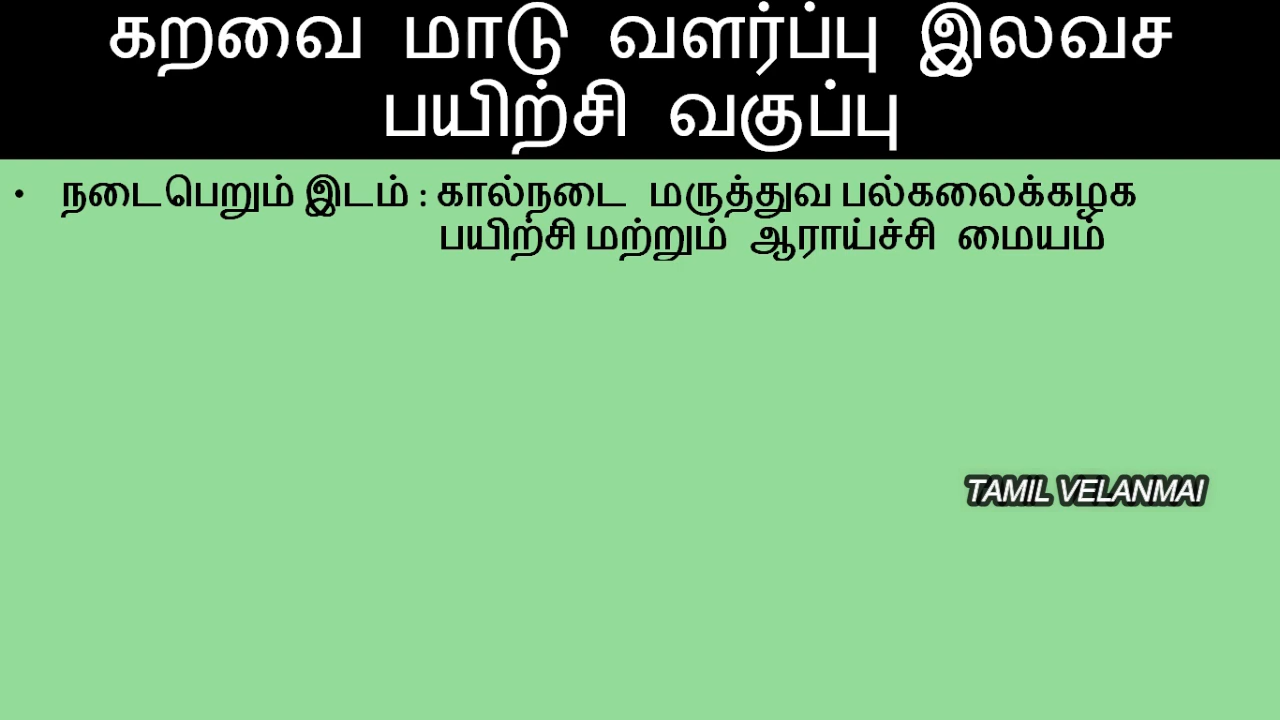 கறவை மாடு வளர்ப்பு இலவச
பயிற்சி வகுப்பு
• நடைபெறும் இடம் : கால்நடை மருத்துவ பல்கலைக்கழக
பயிற்சி மற்றும் ஆராய்ச்சி மையம்
TAMIL VELANMAI